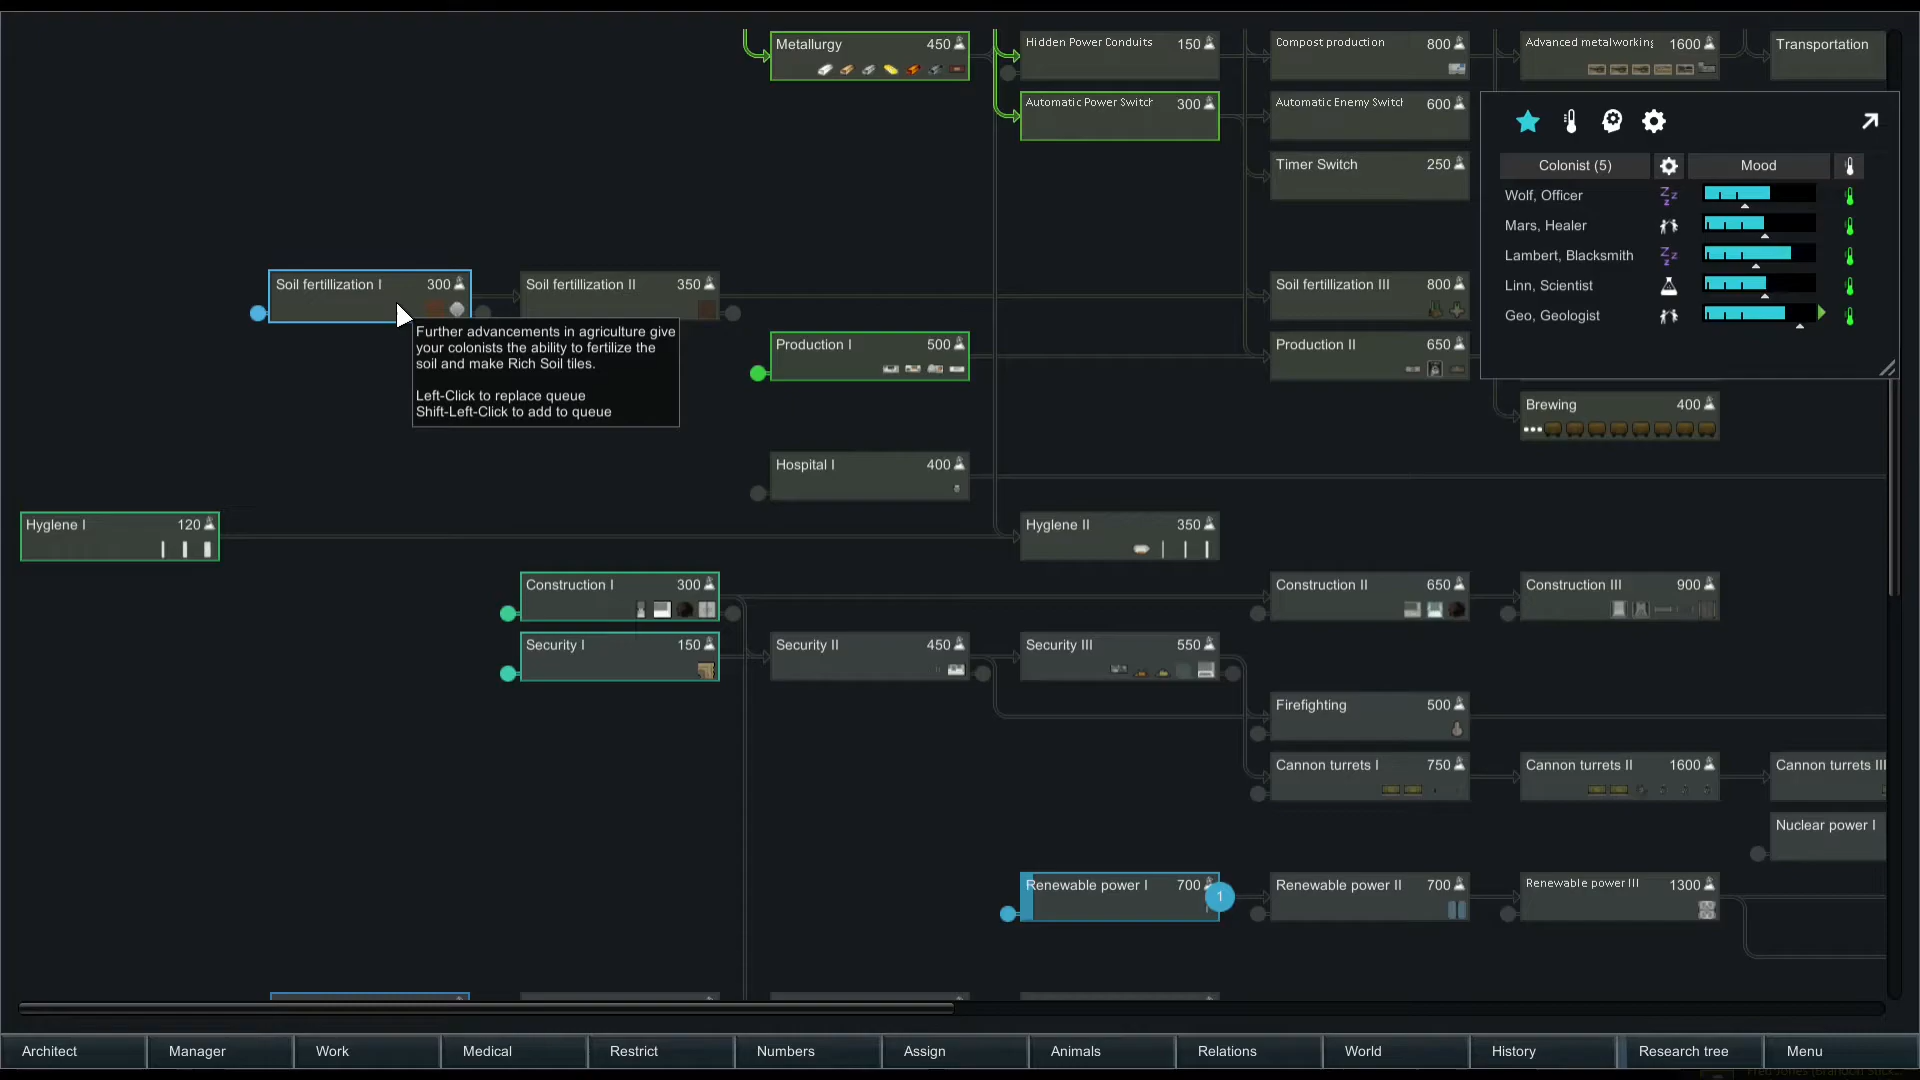 Metallurgy 450
Hidden Power Conduits 150
Compost production 800
Advanced metalworking 1600
Transportation
Automatic Power Switch 300
Automatic Enemy Switch 600
Timer Switch 250
Colonist (5) Mood
Wolf, Officer
Mars, Healer
Lambert, Blacksmith
Linn, Scientist
Geo, Geologist
Soil fertillization I 300
Soil fertillization II 350
Soil fertillization III 800
Further advancements in agriculture give
your colonists the ability to fertilize the
soil and make Rich Soil tiles.
Left-Click to replace queue
Shift-Left-Click to add to queue
Production I 500
Production II 650
Brewing 400
Hospital I 400
Hygiene I 120
Hygiene II 350
Construction I 300
Construction II 650
Construction III 900
Security I 150
Security II 450
Security III 550
Firefighting 500
Cannon turrets I 750
Cannon turrets II 1600
Cannon turrets III
Nuclear power I
Renewable power I 700
1
Renewable power II 700
Renewable power III 1300
Architect Manager Work Medical Restrict Numbers Assign Animals Relations World History Research tree Menu